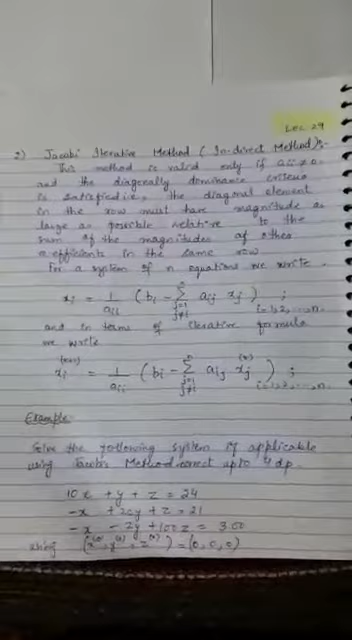 Lec 29
2) Jacobi Iterative Method (In-direct Method):-
This method is valid only if aii ≠ 0.
and the diagonally dominance criteria
is satisfied i.e., the diagonal element
in the row must have magnitude as
large as possible relative to the
sum of the magnitudes of other
coefficients in the same row.
For a system of n equations we write.
xi = 1/aii (bi - Σ(j=1, j≠i)^n aij xj) ; i=1,2,...,n.
and in terms of iterative formula
we write
xi^(r+1) = 1/aii (bi - Σ(j=1, j≠i)^n aij xj^(r)) ; i=1,2,...,n.
Example:
Solve the following system if applicable
using Jacobi Method correct upto 4 dp.
10x + y + z = 24
-x + 20y + z = 21
-x - 2y + 100z = 300
using (x^(0), y^(0), z^(0)) = (0, 0, 0)